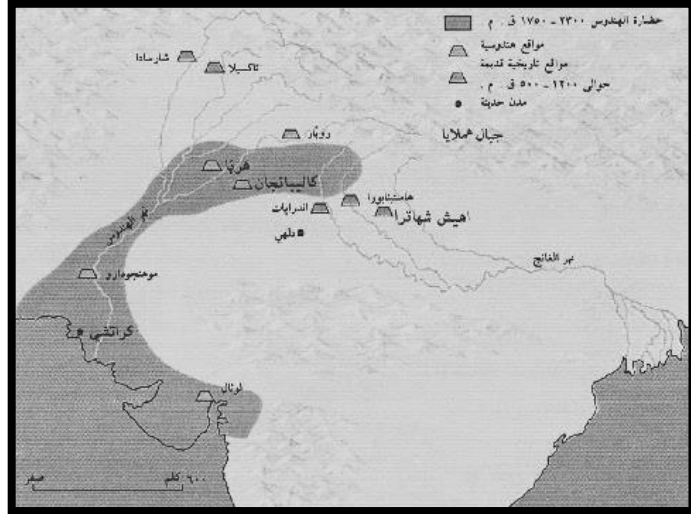 حضارة الهندوس ٢٣٠٠ - ١٧٥٠ ق . م
مواقع هندوسية
مواقع تاريخية قديمة
حوالى ١٢٠٠ - ٥٠٠ ق . م .
مدن حديثة
شارسادا
تاكسيلا
روبار
جبال هملايا
هربا
كاليبانجان
هاستينابورا
اندرابات
اهيش شهاترا
دلهي
نهر الهندوس
نهر الغانج
موهنجودارو
كراتشي
لوثال
صفر
٦٠٠ كلم